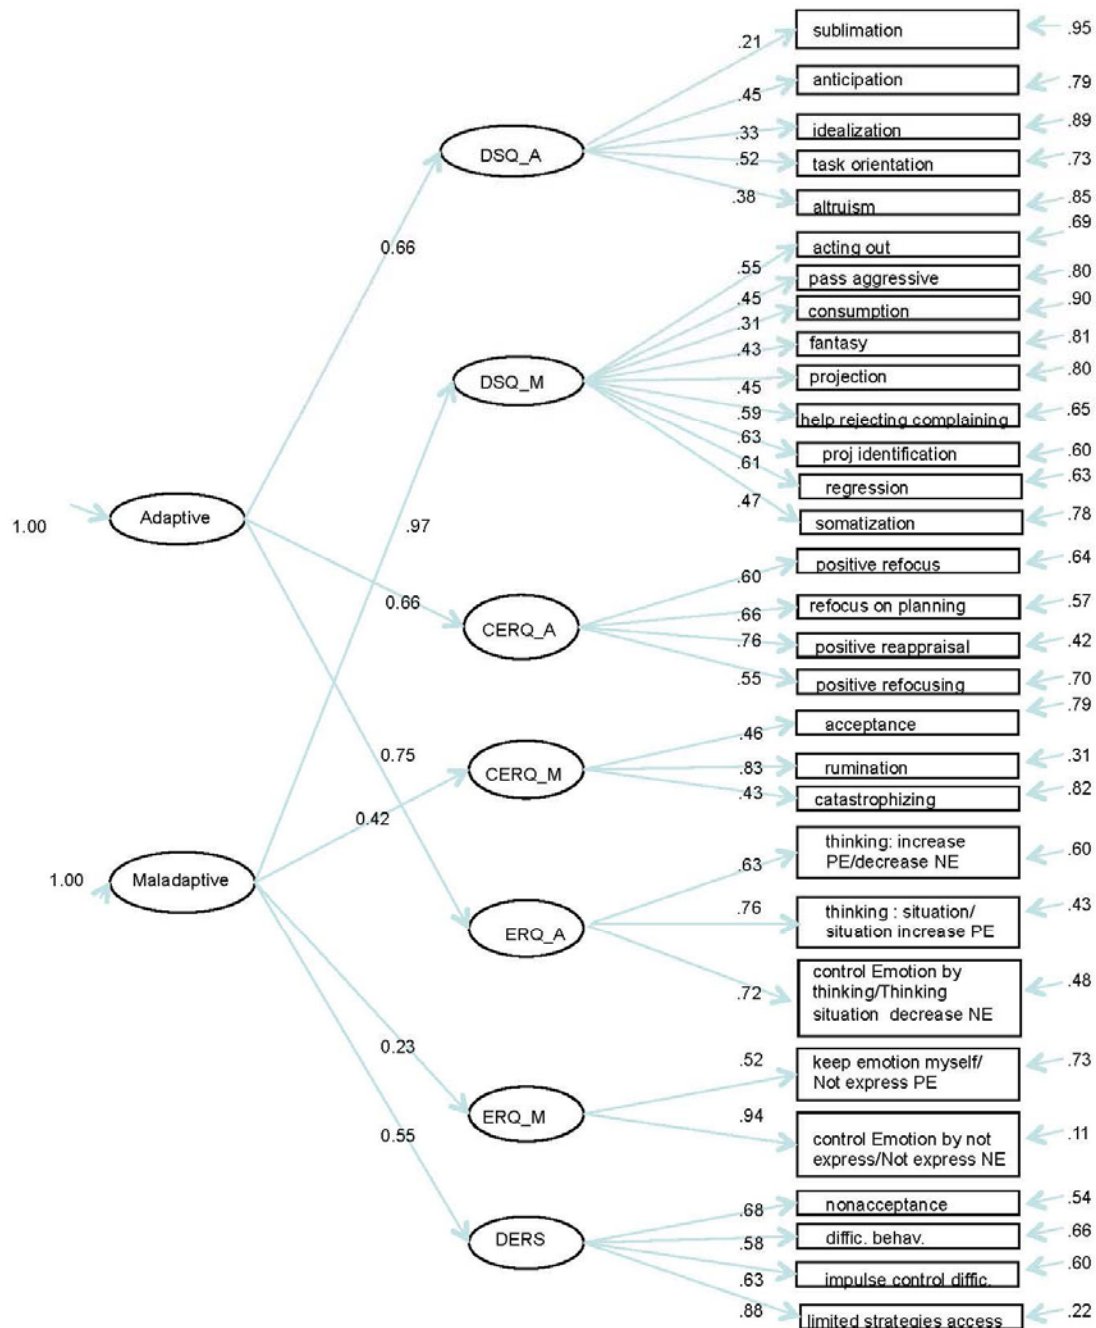 sublimation
.95
.21
anticipation
.79
.45
idealization
.89
.33
DSQ_A
.52
task orientation
.73
.38
altruism
.85
.69
0.66
acting out
.55
pass aggressive
.80
.45
consumption
.90
.31
fantasy
.81
.43
DSQ_M
projection
.80
.45
.59
help rejecting complaining
.65
.63
proj identification
.60
.61
regression
.63
.47
somatization
.78
Adaptive
1.00
.97
positive refocus
.64
.60
0.66
refocus on planning
.57
.66
CERQ_A
.76
positive reappraisal
.42
.55
positive refocusing
.70
.79
acceptance
.46
0.75
CERQ_M
.83
rumination
.31
.43
catastrophizing
.82
0.42
thinking: increase
PE/decrease NE
.60
.63
Maladaptive
1.00
.76
thinking : situation/
situation increase PE
.43
ERQ_A
control Emotion by
thinking/Thinking
situation decrease NE
.48
.72
0.23
.52
keep emotion myself/
Not express PE
.73
ERQ_M
.94
control Emotion by not
express/Not express NE
.11
0.55
nonacceptance
.54
.68
DERS
.58
diffic. behav.
.66
.63
impulse control diffic.
.60
.88
limited strategies access
.22